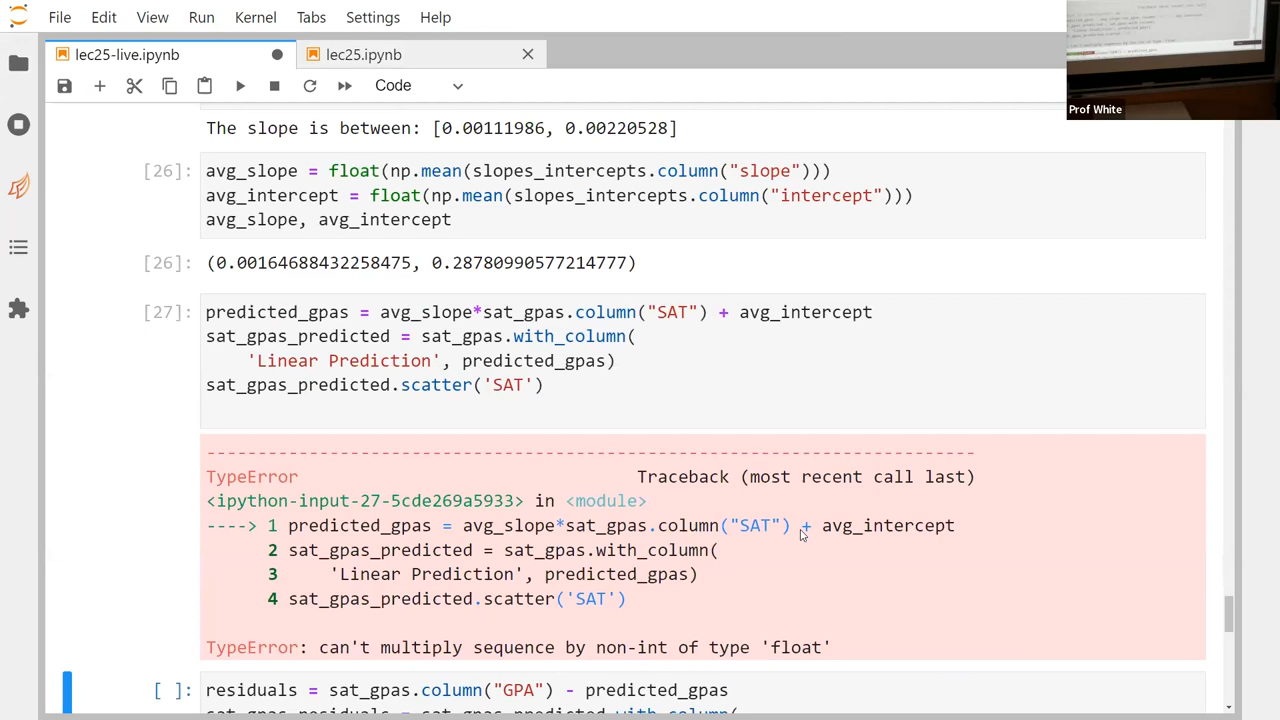 File Edit View Run Kernel Tabs Settings Help
lec25-live.ipynb
lec25.ipynb
Code
Prof White
The slope is between: [0.00111986, 0.00220528]
[26]: avg_slope = float(np.mean(slopes_intercepts.column("slope")))
avg_intercept = float(np.mean(slopes_intercepts.column("intercept")))
avg_slope, avg_intercept
[26]: (0.00164688432258475, 0.28780990577214777)
[27]: predicted_gpas = avg_slope*sat_gpas.column("SAT") + avg_intercept
sat_gpas_predicted = sat_gpas.with_column(
'Linear Prediction', predicted_gpas)
sat_gpas_predicted.scatter('SAT')
---------------------------------------------------------------------------
TypeError Traceback (most recent call last)
<ipython-input-27-5cde269a5933> in <module>
----> 1 predicted_gpas = avg_slope*sat_gpas.column("SAT") + avg_intercept
2 sat_gpas_predicted = sat_gpas.with_column(
3 'Linear Prediction', predicted_gpas)
4 sat_gpas_predicted.scatter('SAT')
TypeError: can't multiply sequence by non-int of type 'float'
[ ]: residuals = sat_gpas.column("GPA") - predicted_gpas